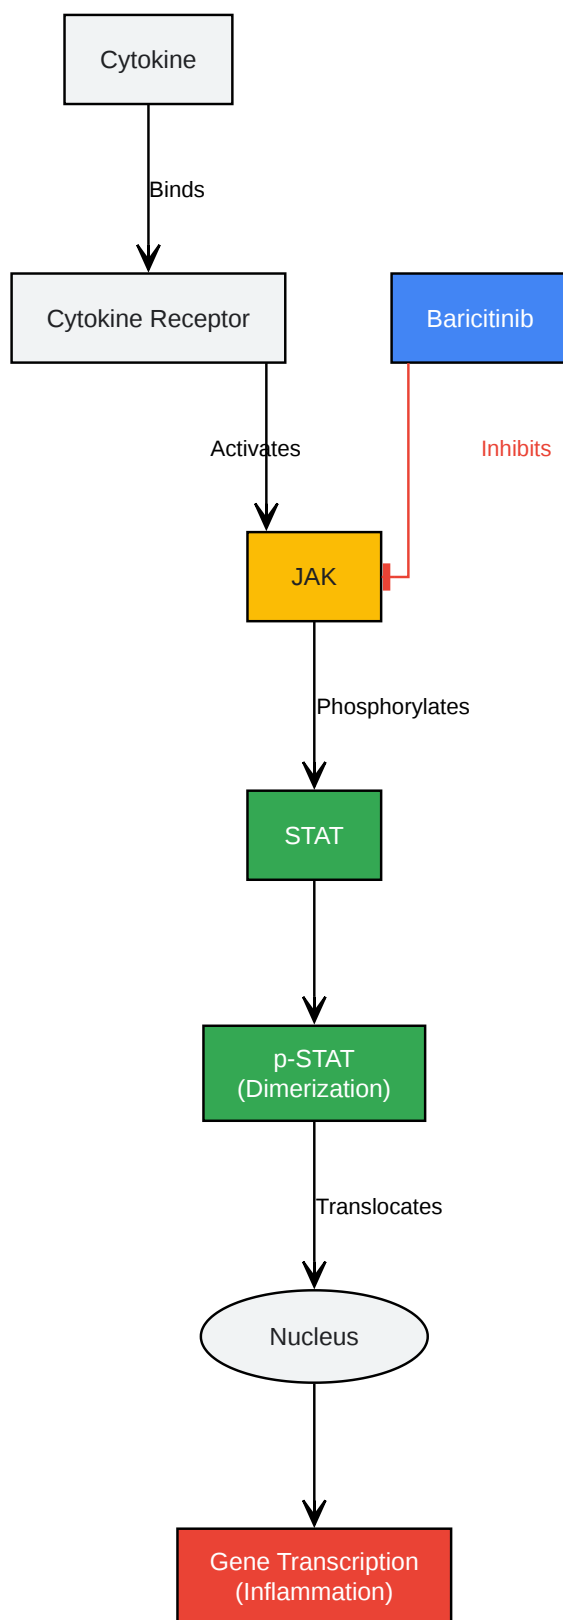 Cytokine
Binds
Cytokine Receptor
Baricitinib
Activates
Inhibits
JAK
Phosphorylates
STAT
p-STAT
(Dimerization)
Translocates
Nucleus
Gene Transcription
(Inflammation)